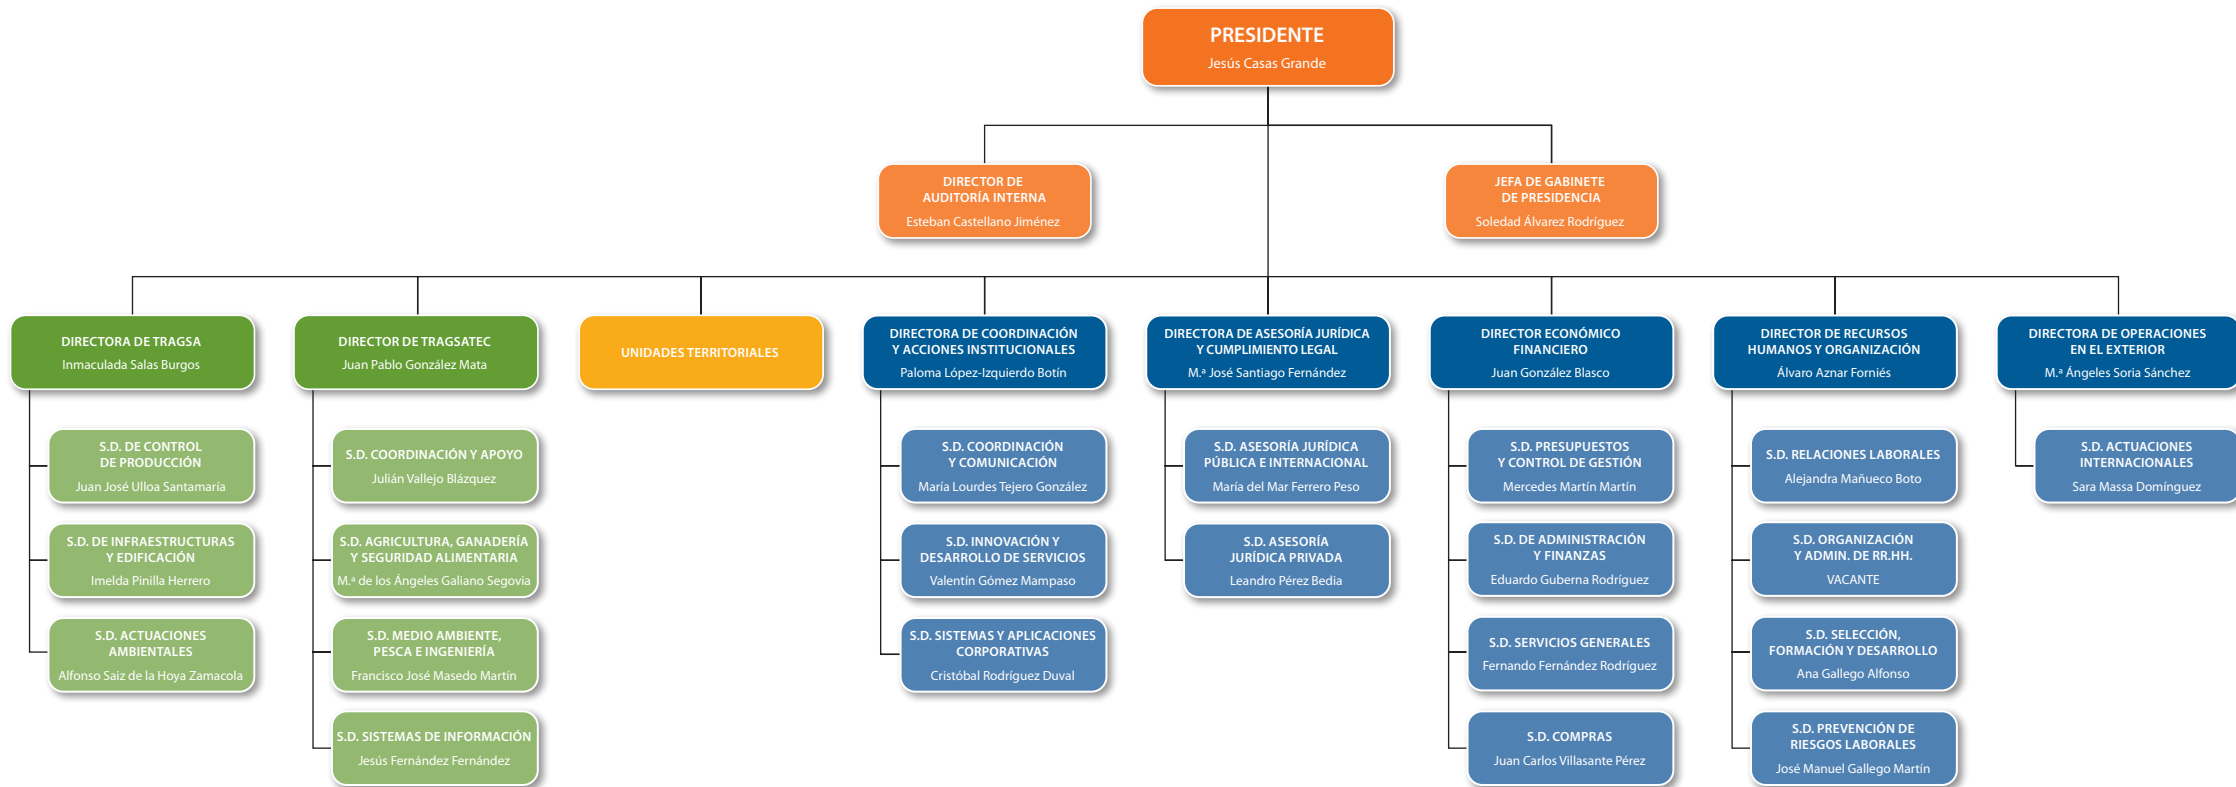 PRESIDENTE
Jesús Casas Grande
DIRECTOR DE
AUDITORÍA INTERNA
Esteban Castellano Jiménez
JEFA DE GABINETE
DE PRESIDENCIA
Soledad Álvarez Rodríguez
DIRECTORA DE TRAGSA
Inmaculada Salas Burgos
DIRECTOR DE TRAGSATEC
Juan Pablo González Mata
UNIDADES TERRITORIALES
DIRECTORA DE COORDINACIÓN
Y ACCIONES INSTITUCIONALES
Paloma López-Izquierdo Botín
DIRECTORA DE ASESORÍA JURÍDICA
Y CUMPLIMIENTO LEGAL
M.ª José Santiago Fernández
DIRECTOR ECONÓMICO
FINANCIERO
Juan González Blasco
DIRECTOR DE RECURSOS
HUMANOS Y ORGANIZACIÓN
Álvaro Aznar Forniés
DIRECTORA DE OPERACIONES
EN EL EXTERIOR
M.ª Ángeles Soria Sánchez
S.D. DE CONTROL
DE PRODUCCIÓN
Juan José Ulloa Santamaría
S.D. DE INFRAESTRUCTURAS
Y EDIFICACIÓN
Imelda Pinilla Herrero
S.D. ACTUACIONES
AMBIENTALES
Alfonso Saiz de la Hoya Zamacola
S.D. COORDINACIÓN Y APOYO
Julián Vallejo Blázquez
S.D. AGRICULTURA, GANADERÍA
Y SEGURIDAD ALIMENTARIA
M.ª de los Ángeles Galiano Segovia
S.D. MEDIO AMBIENTE,
PESCA E INGENIERÍA
Francisco José Masedo Martín
S.D. SISTEMAS DE INFORMACIÓN
Jesús Fernández Fernández
S.D. COORDINACIÓN
Y COMUNICACIÓN
María Lourdes Tejero González
S.D. INNOVACIÓN Y
DESARROLLO DE SERVICIOS
Valentín Gómez Mampaso
S.D. SISTEMAS Y APLICACIONES
CORPORATIVAS
Cristóbal Rodríguez Duval
S.D. ASESORÍA JURÍDICA
PÚBLICA E INTERNACIONAL
María del Mar Ferrero Peso
S.D. ASESORÍA
JURÍDICA PRIVADA
Leandro Pérez Bedia
S.D. PRESUPUESTOS
Y CONTROL DE GESTIÓN
Mercedes Martín Martín
S.D. DE ADMINISTRACIÓN
Y FINANZAS
Eduardo Guberna Rodríguez
S.D. SERVICIOS GENERALES
Fernando Fernández Rodríguez
S.D. COMPRAS
Juan Carlos Villasante Pérez
S.D. RELACIONES LABORALES
Alejandra Mañueco Boto
S.D. ORGANIZACIÓN
Y ADMIN. DE RR.HH.
VACANTE
S.D. SELECCIÓN,
FORMACIÓN Y DESARROLLO
Ana Gallego Alfonso
S.D. PREVENCIÓN DE
RIESGOS LABORALES
José Manuel Gallego Martín
S.D. ACTUACIONES
INTERNACIONALES
Sara Massa Domínguez